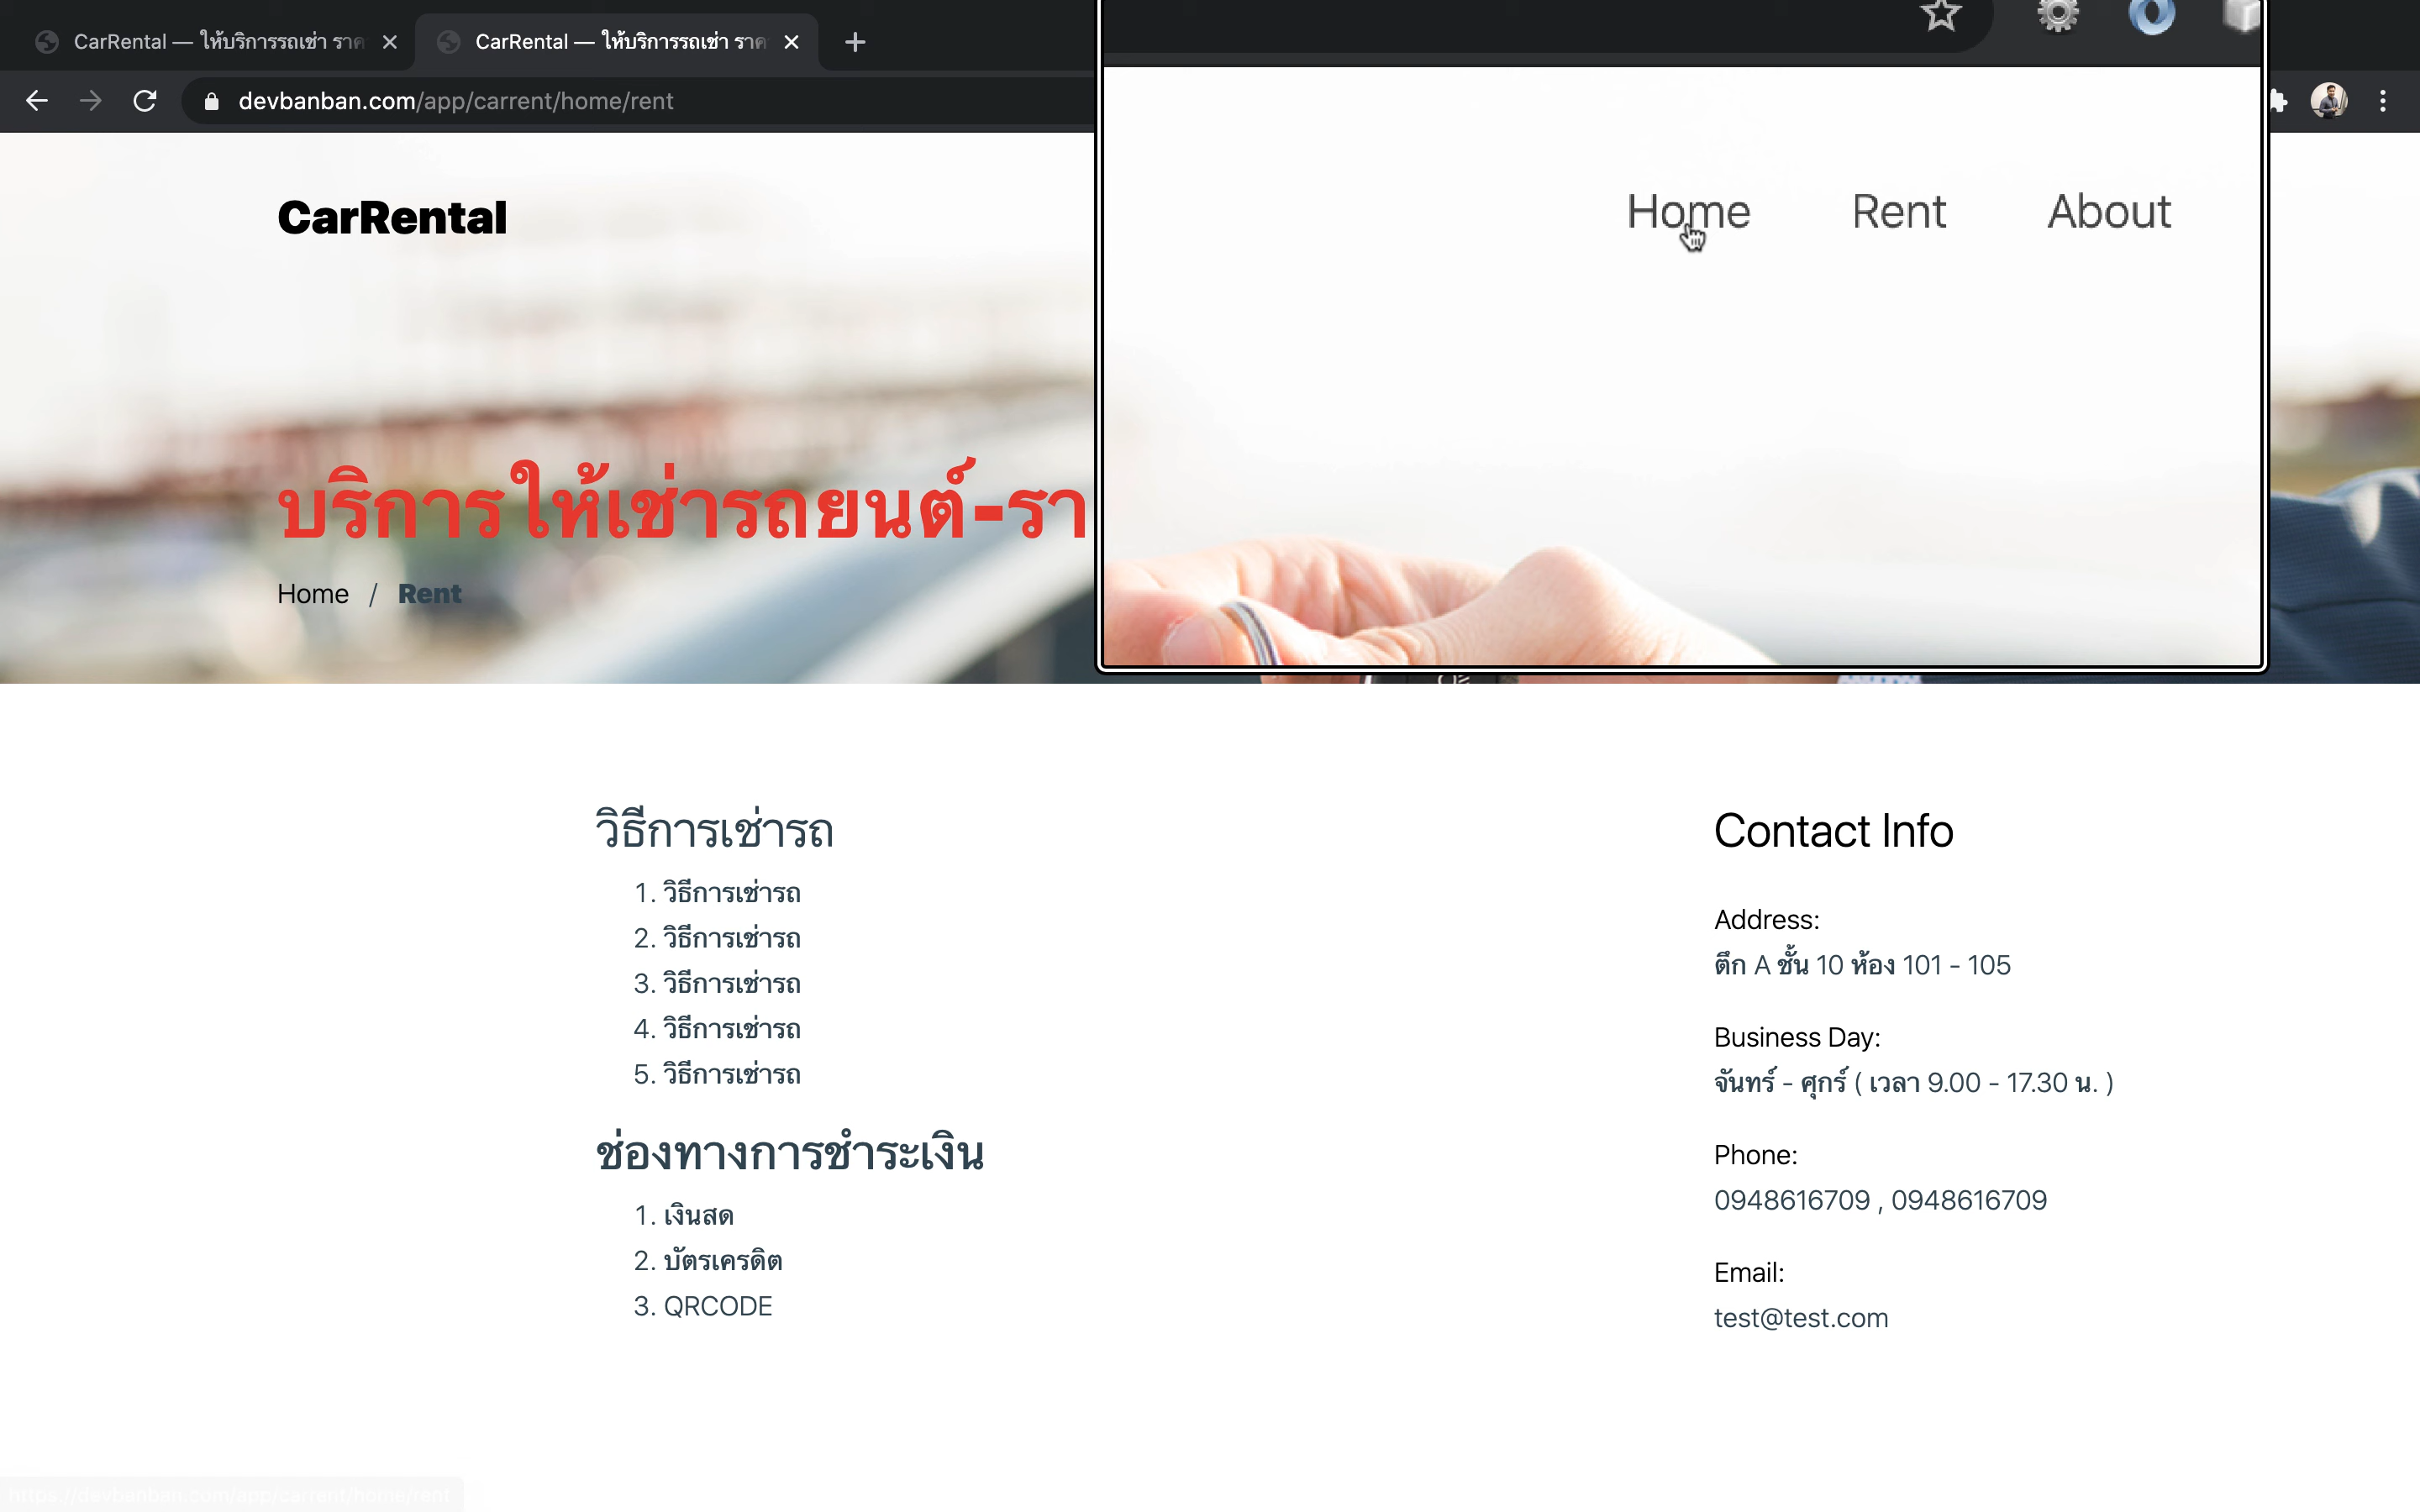 CarRental — ให้บริการรถเช่า ราค
CarRental — ให้บริการรถเช่า ราค
devbanban.com/app/carrent/home/rent
CarRental
Home Rent About
บริการให้เช่ารถยนต์-รา
Home / Rent
วิธีการเช่ารถ
1. วิธีการเช่ารถ
2. วิธีการเช่ารถ
3. วิธีการเช่ารถ
4. วิธีการเช่ารถ
5. วิธีการเช่ารถ
ช่องทางการชำระเงิน
1. เงินสด
2. บัตรเครดิต
3. QRCODE
Contact Info
Address:
ตึก A ชั้น 10 ห้อง 101 - 105
Business Day:
จันทร์ - ศุกร์ ( เวลา 9.00 - 17.30 น. )
Phone:
0948616709 , 0948616709
Email:
test@test.com
https://devbanban.com/app/carrent/home/rent